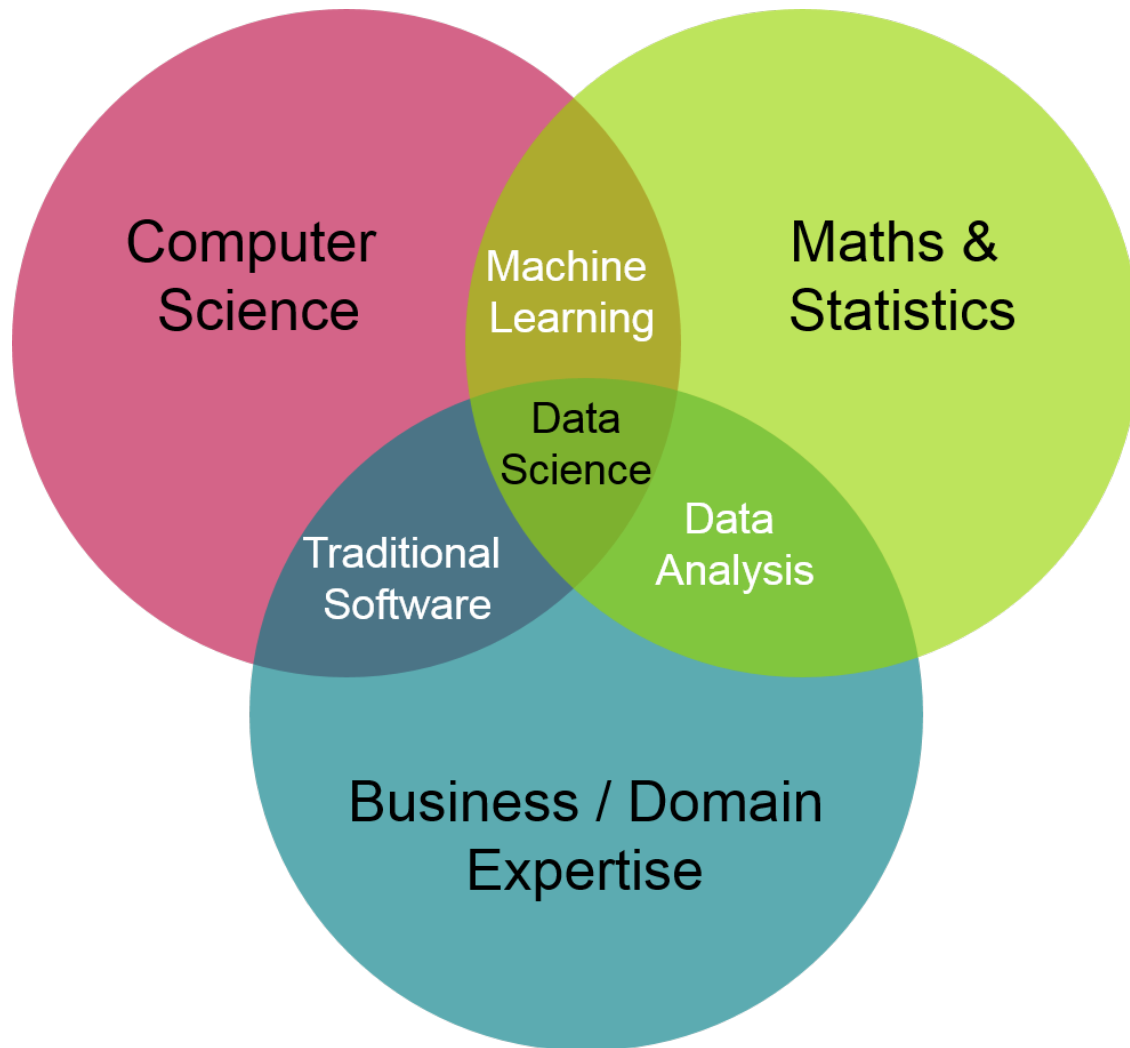 Computer
Science
Maths &
Statistics
Machine
Learning
Data
Science
Traditional
Software
Data
Analysis
Business / Domain
Expertise